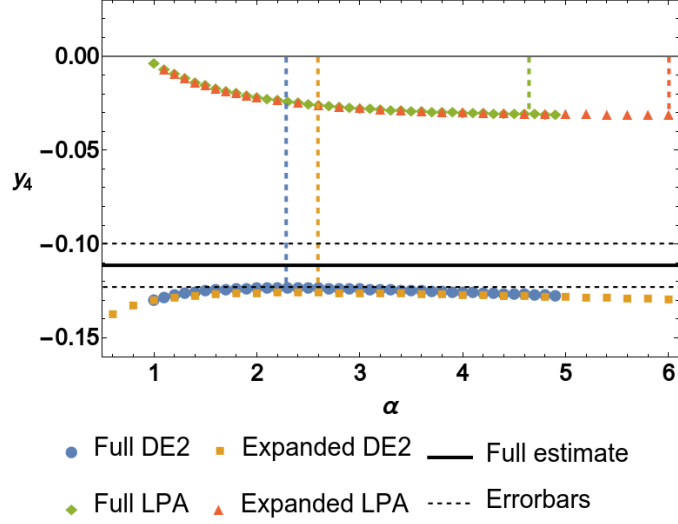 0.00
−0.05
y4
−0.10
−0.15
1 2 3 4 5 6
α
Full DE2 Expanded DE2 Full estimate
Full LPA Expanded LPA Errorbars